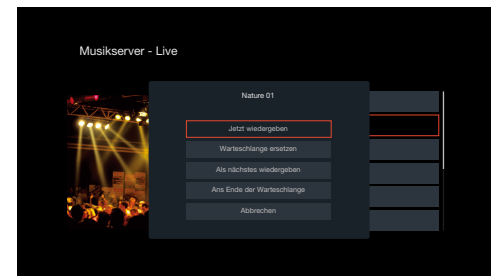 Musikserver - Live
Nature 01
Jetzt wiedergeben
Warteschlange ersetzen
Als nächstes wiedergeben
Ans Ende der Warteschlange
Abbrechen